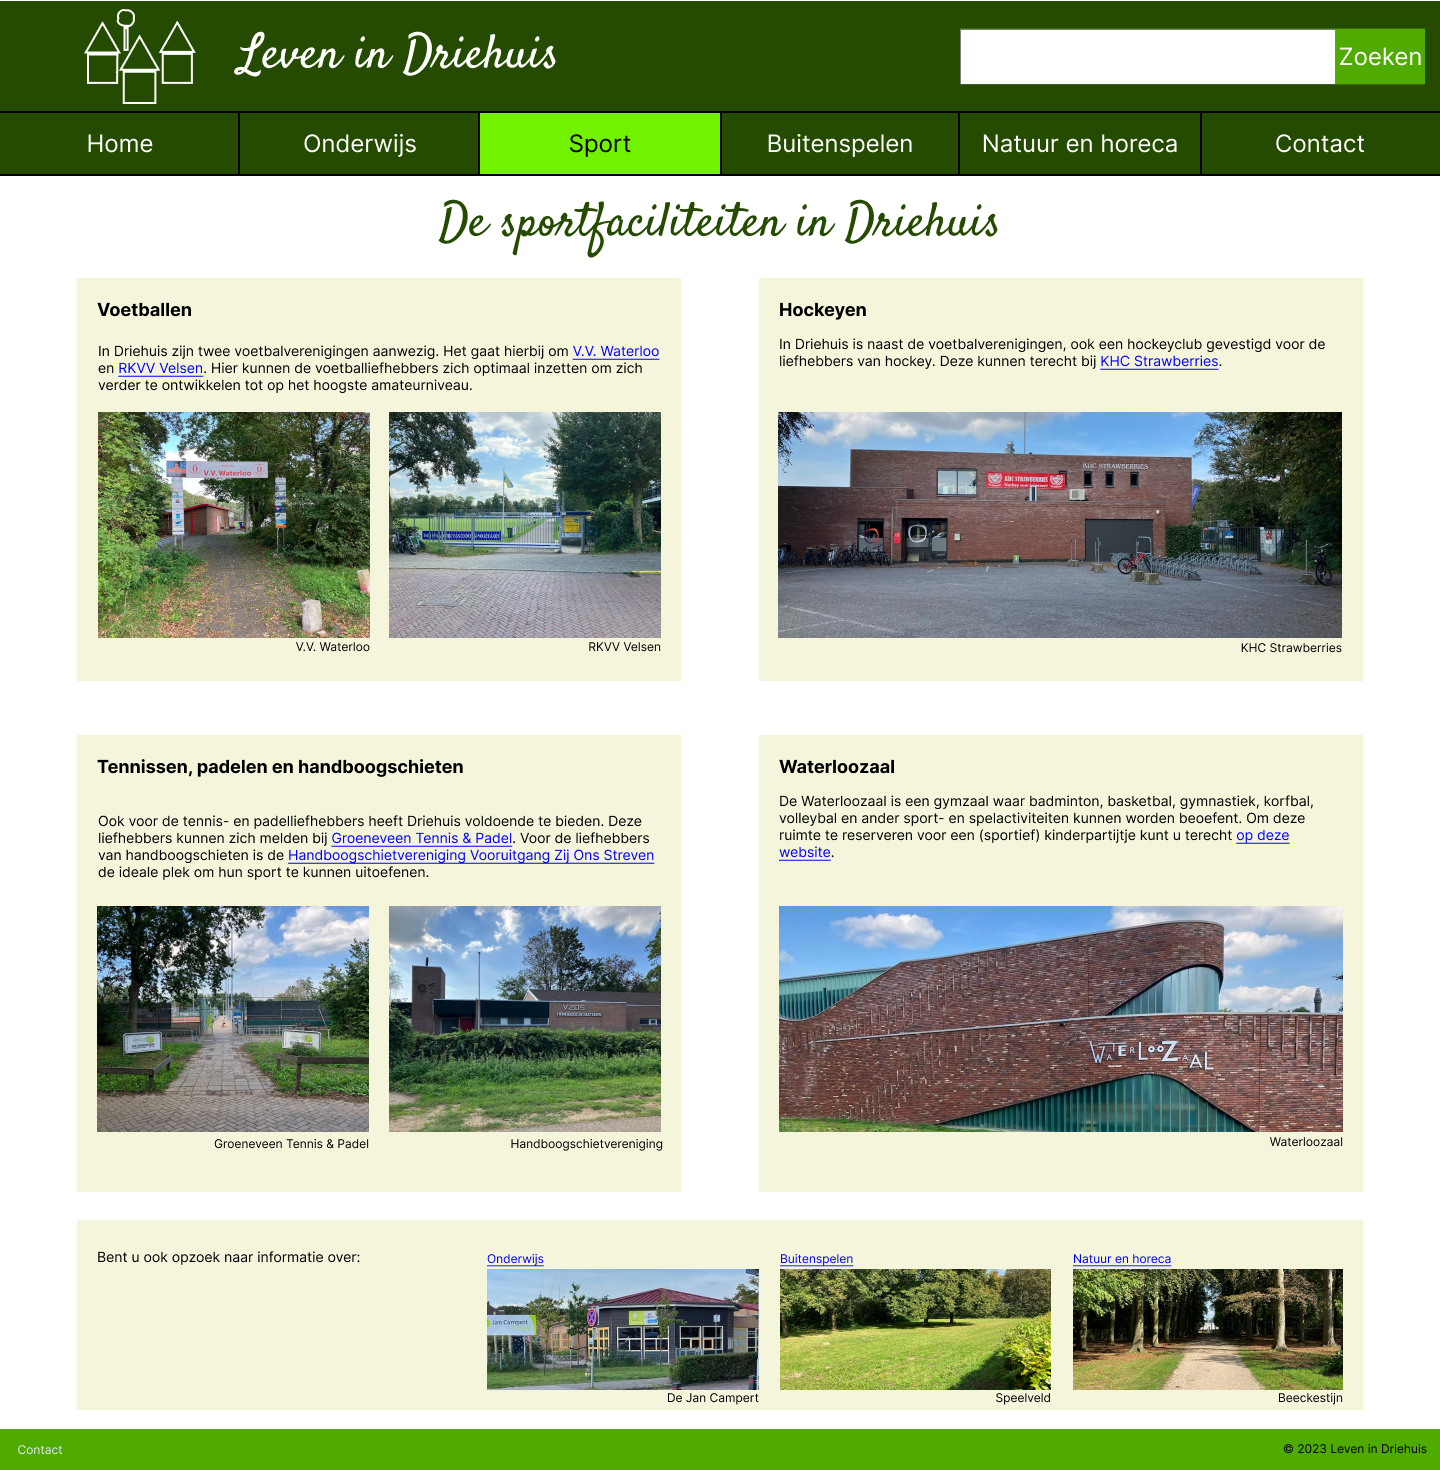 Leven in Driehuis
Zoeken
Home
Onderwijs
Sport
Buitenspelen
Natuur en horeca
Contact
De sportfaciliteiten in Driehuis
Voetballen
In Driehuis zijn twee voetbalverenigingen aanwezig. Het gaat hierbij om V.V. Waterloo
en RKVV Velsen. Hier kunnen de voetballiefhebbers zich optimaal inzetten om zich
verder te ontwikkelen tot op het hoogste amateurniveau.
V.V. Waterloo
V.V. Waterloo
RKVV Velsen
Hockeyen
In Driehuis is naast de voetbalverenigingen, ook een hockeyclub gevestigd voor de
liefhebbers van hockey. Deze kunnen terecht bij KHC Strawberries.
KHC STRAWBERRIES
KHC STRAWBERRIES
KHC Strawberries
Tennissen, padelen en handboogschieten
Ook voor de tennis- en padelliefhebbers heeft Driehuis voldoende te bieden. Deze
liefhebbers kunnen zich melden bij Groeneveen Tennis & Padel. Voor de liefhebbers
van handboogschieten is de Handboogschietvereniging Vooruitgang Zij Ons Streven
de ideale plek om hun sport te kunnen uitoefenen.
VZOS
HANDBOOGSCHUTTERS
Groeneveen Tennis & Padel
Handboogschietvereniging
Waterloozaal
De Waterloozaal is een gymzaal waar badminton, basketbal, gymnastiek, korfbal,
volleybal en ander sport- en spelactiviteiten kunnen worden beoefent. Om deze
ruimte te reserveren voor een (sportief) kinderpartijtje kunt u terecht op deze
website.
WATERLOOZAAL
Waterloozaal
Bent u ook opzoek naar informatie over:
Onderwijs
Jan Campert
De Jan Campert
Buitenspelen
Speelveld
Natuur en horeca
Beeckestijn
Contact
© 2023 Leven in Driehuis